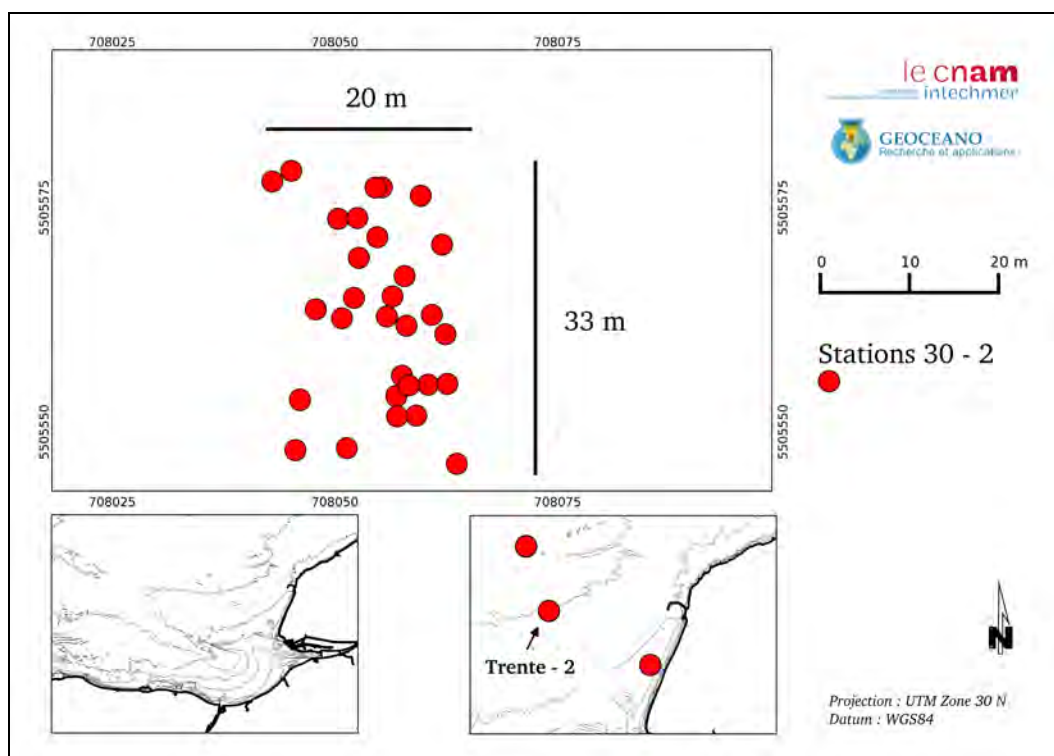 708025 708050 708075
20 m
le cnam
intechmer
GEOCEANO
Recherche et applications
5505575
5505575
0 10 20 m
33 m
Stations 30 - 2
5505550
5505550
708025 708050 708075
Trente - 2
N
Projection : UTM Zone 30 N
Datum : WGS84